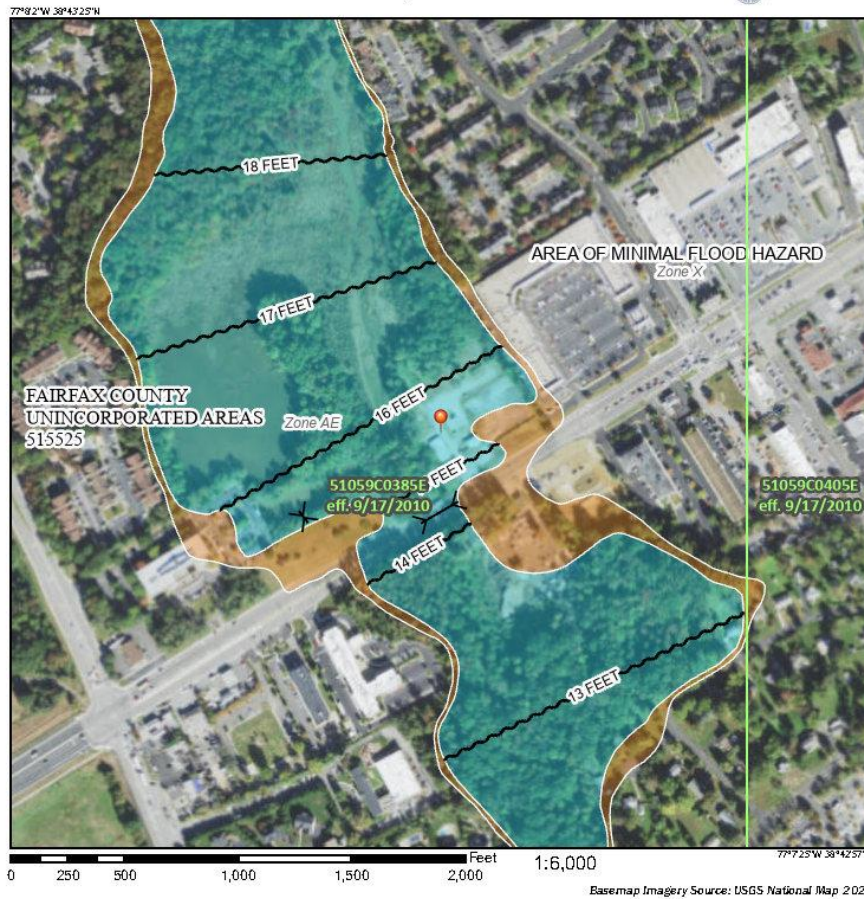 77°8'2"W 38°43'25"N
18 FEET
AREA OF MINIMAL FLOOD HAZARD
Zone X
17 FEET
FAIRFAX COUNTY
UNINCORPORATED AREAS
515525
16 FEET
Zone AE
FEET
51059C0385E
eff. 9/17/2010
51059C0405E
eff. 9/17/2010
14 FEET
13 FEET
Feet
1:6,000
77°7'25"W 38°42'57"
0 250 500 1,000 1,500 2,000
Basemap Imagery Source: USGS National Map 202